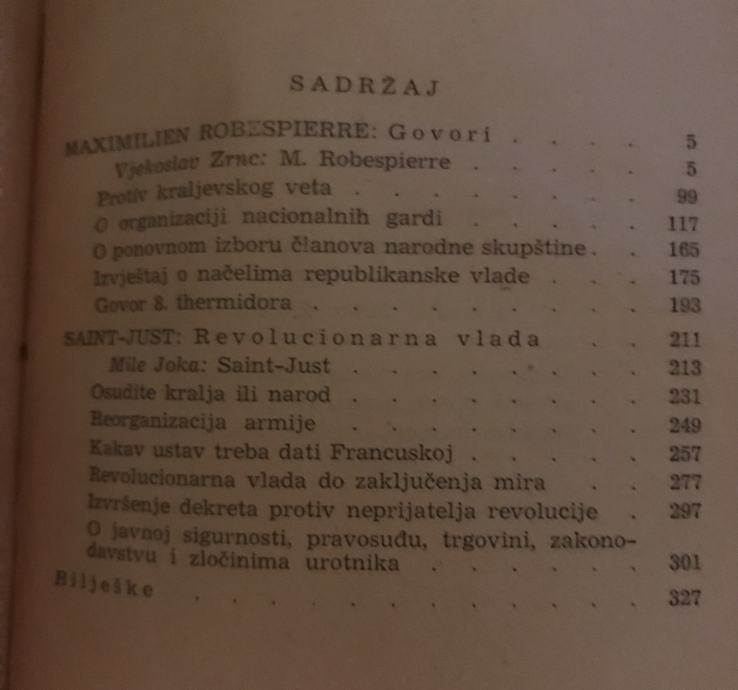 SADRŽAJ
MAXIMILIEN ROBESPIERRE: Govori . . . . 5
Vjekoslav Zrnc: M. Robespierre . . . . . 5
Protiv kraljevskog veta . . . . . . . . 99
O organizaciji nacionalnih gardi . . . . . 117
O ponovnom izboru članova narodne skupštine . . 165
Izvještaj o načelima republikanske vlade . . . 175
Govor 8. thermidora . . . . . . . . . 193
SAINT-JUST: Revolucionarna vlada . . 211
Mile Joka: Saint-Just . . . . . . . . 213
Osudite kralja ili narod . . . . . . . . 231
Reorganizacija armije . . . . . . . . 249
Kakav ustav treba dati Francuskoj . . . . . 257
Revolucionarna vlada do zaključenja mira . . 277
Izvršenje dekreta protiv neprijatelja revolucije . 297
O javnoj sigurnosti, pravosuđu, trgovini, zakono-
davstvu i zločinima urotnika . . . . . . 301
Bilješke . . . . . . . . . . . . 327